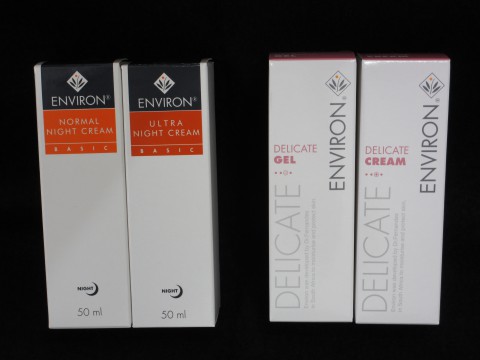 ENVIRON®
NORMAL
NIGHT CREAM
BASIC
NIGHT
50 ml
ENVIRON®
ULTRA
NIGHT CREAM
BASIC
NIGHT
50 ml
DELICATE
GEL
ENVIRON®
DELICATE
DELICATE
CREAM
ENVIRON®
DELICATE